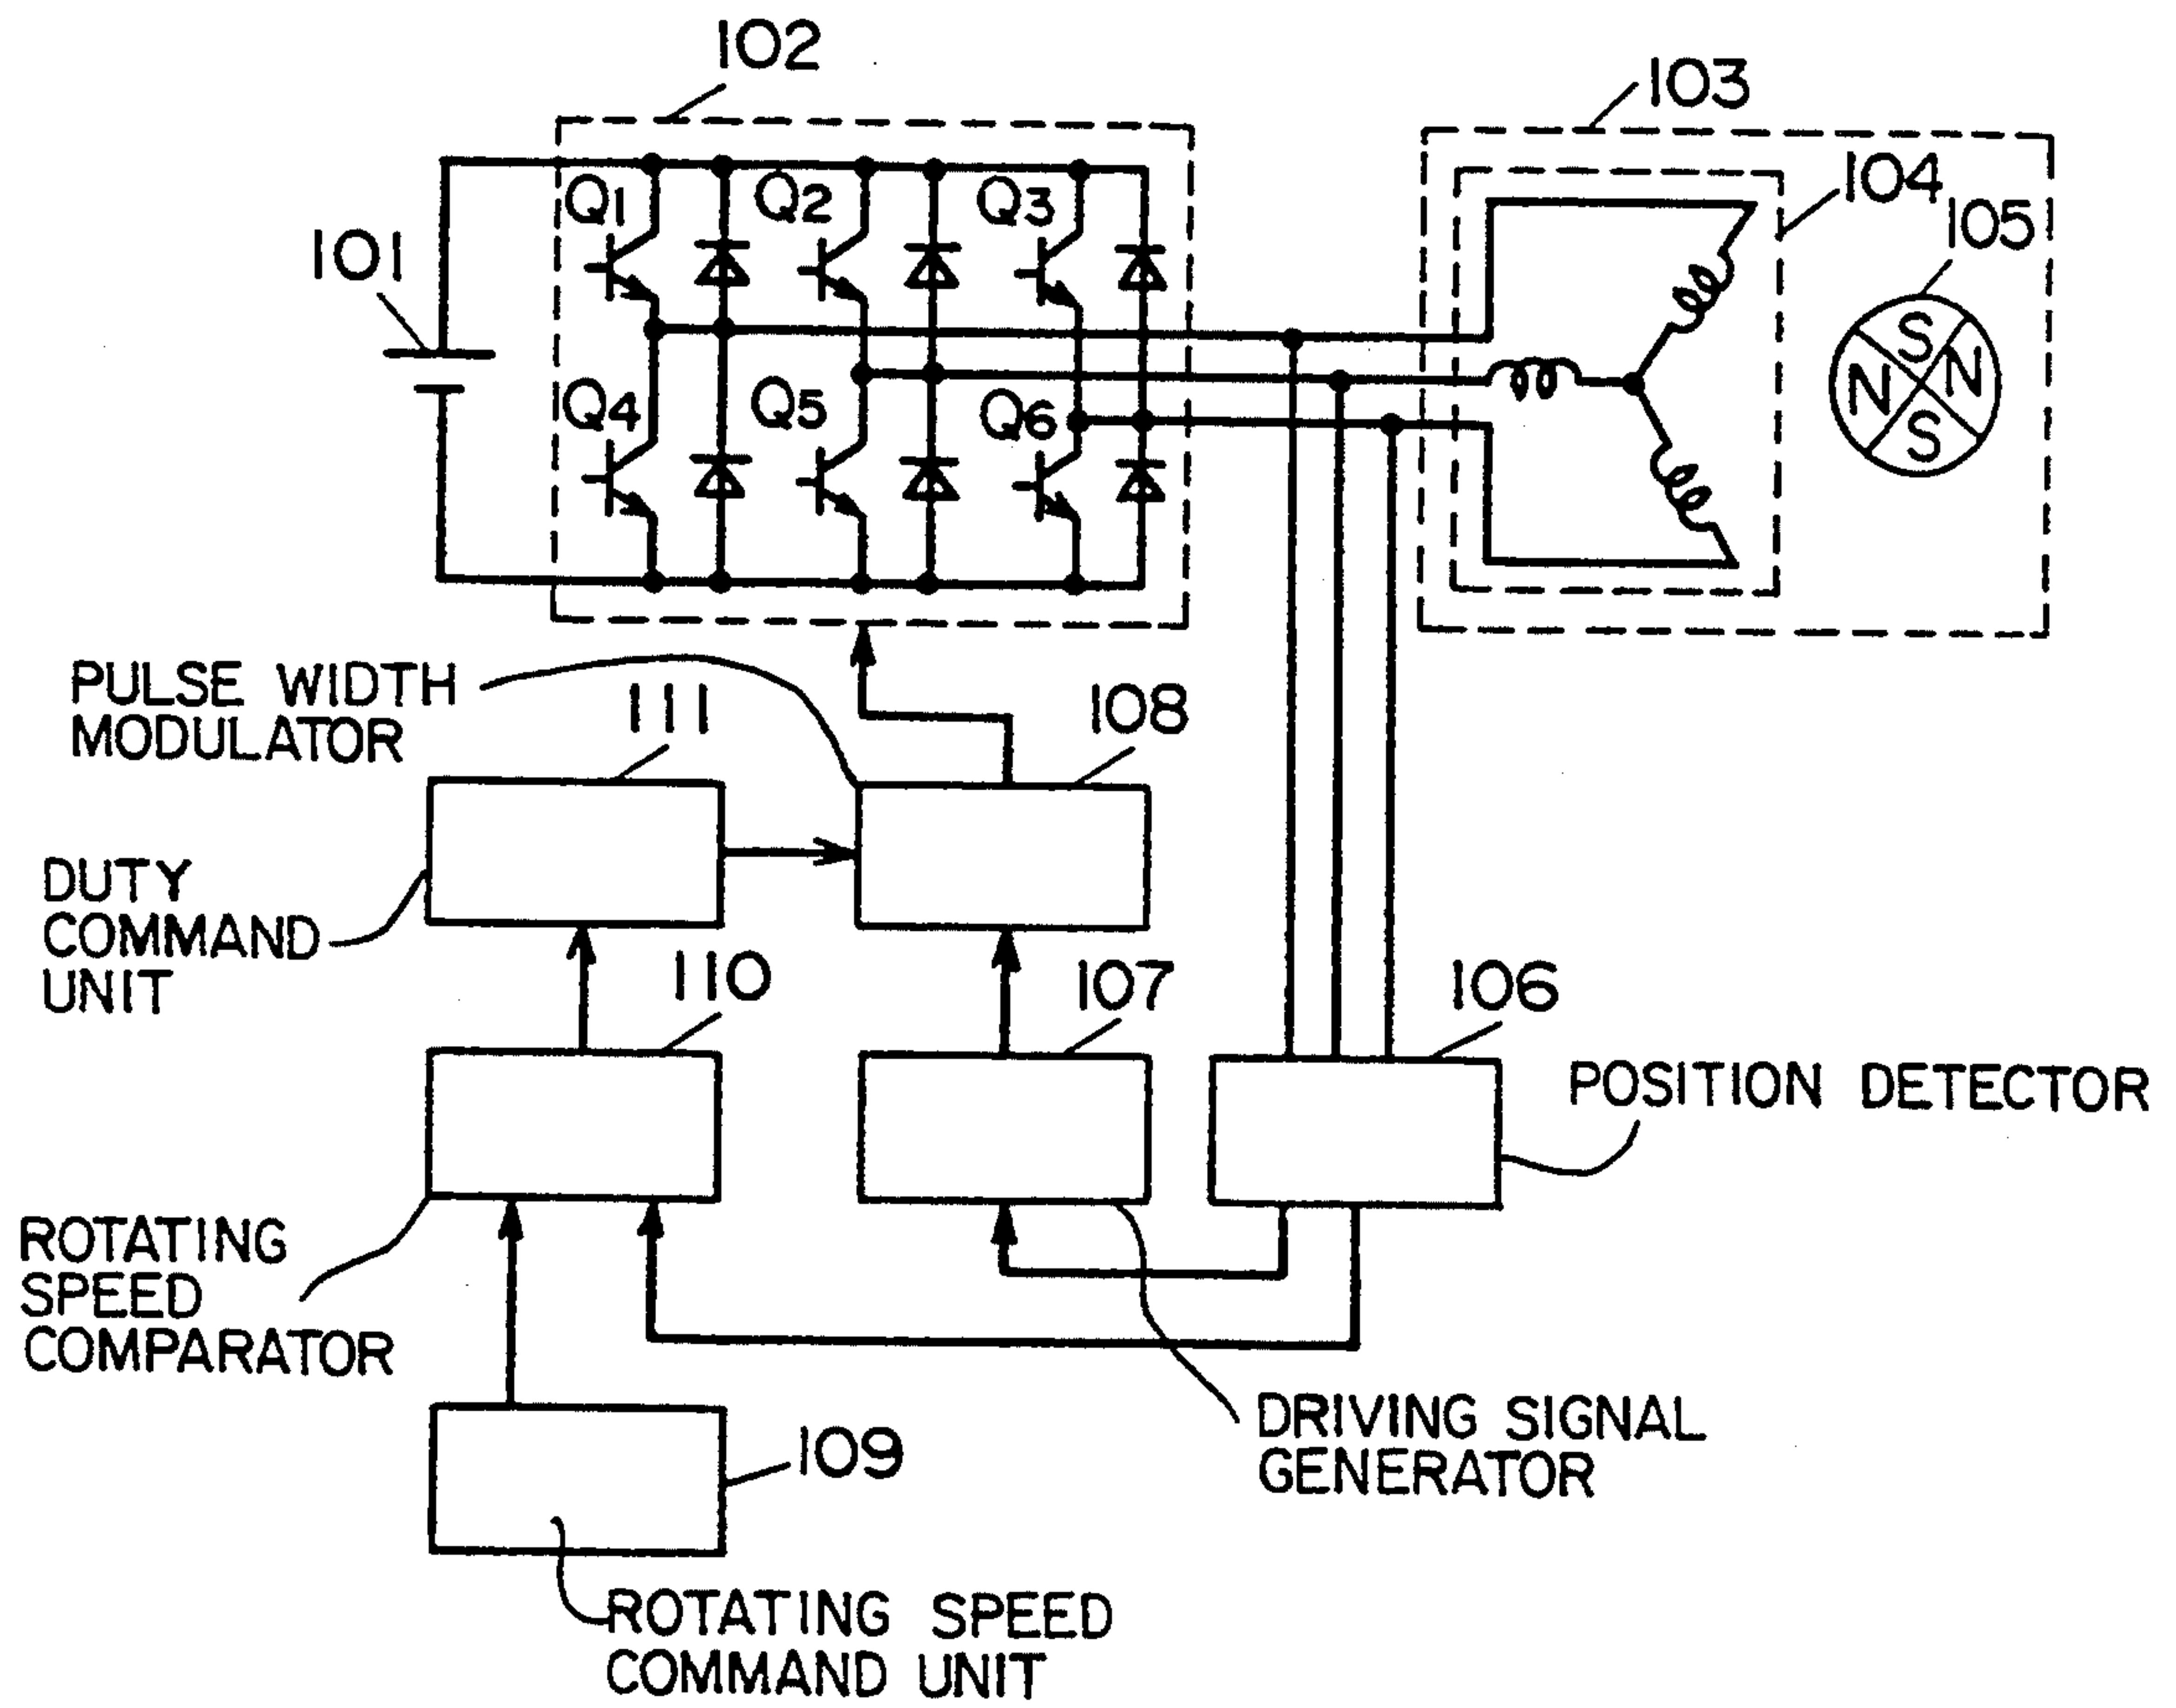 102
103
104
105
Q1
Q2
Q3
101
S
N
N
S
Q4
Q5
Q6
PULSE WIDTH
MODULATOR
111
108
DUTY
COMMAND
UNIT
110
107
106
POSITION DETECTOR
ROTATING
SPEED
COMPARATOR
DRIVING SIGNAL
GENERATOR
109
ROTATING SPEED
COMMAND UNIT